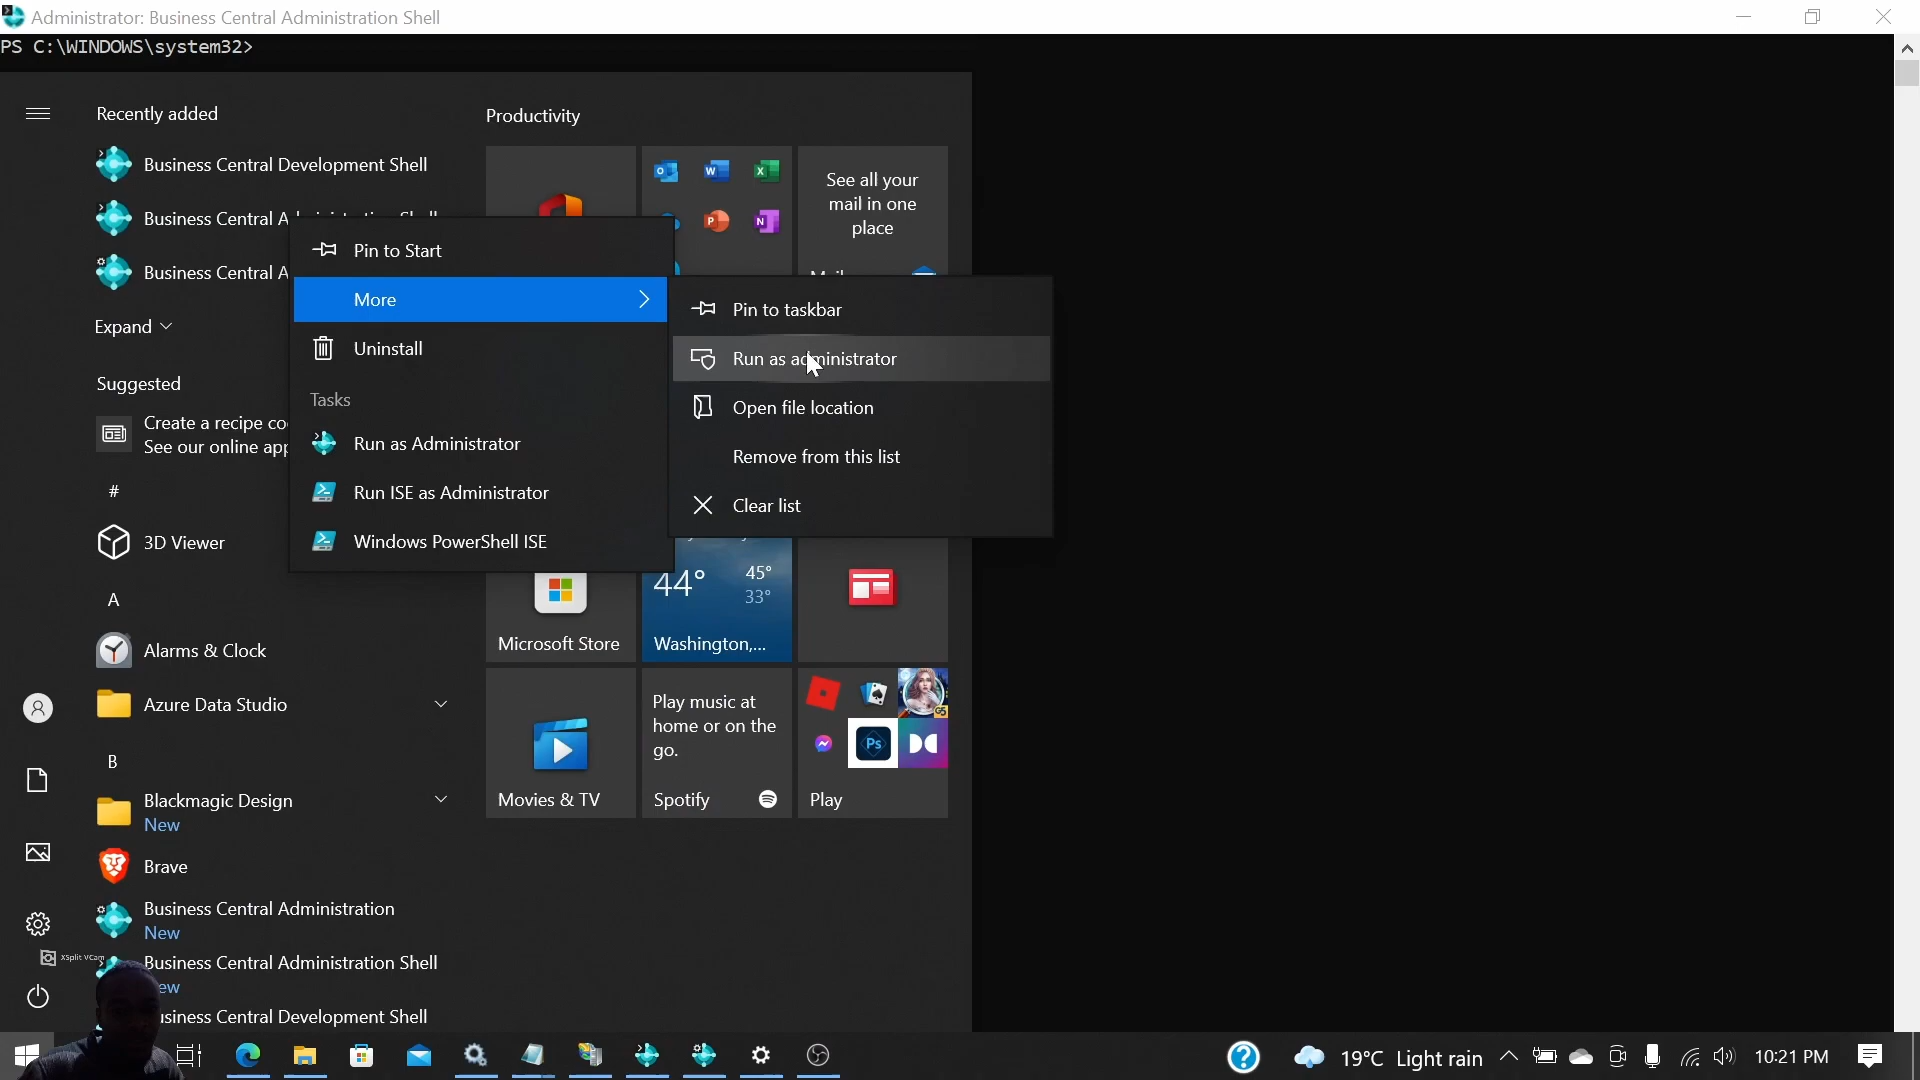 Administrator: Business Central Administration Shell
PS C:\WINDOWS\system32>
Recently added
Business Central Development Shell
Business Central A
Business Central A
Expand
Suggested
Create a recipe co
See our online app
#
3D Viewer
A
Alarms & Clock
Azure Data Studio
B
Blackmagic Design
New
Brave
Business Central Administration
New
Business Central Administration Shell
ew
usiness Central Development Shell
XSplit VCam
Pin to Start
More
Uninstall
Tasks
Run as Administrator
Run ISE as Administrator
Windows PowerShell ISE
Pin to taskbar
Run as administrator
Open file location
Remove from this list
Clear list
Productivity
See all your
mail in one
place
Microsoft Store
44°
45°
33°
Washington,...
Movies & TV
Play music at
home or on the
go.
Spotify
Play
Ps
19°C Light rain
10:21 PM